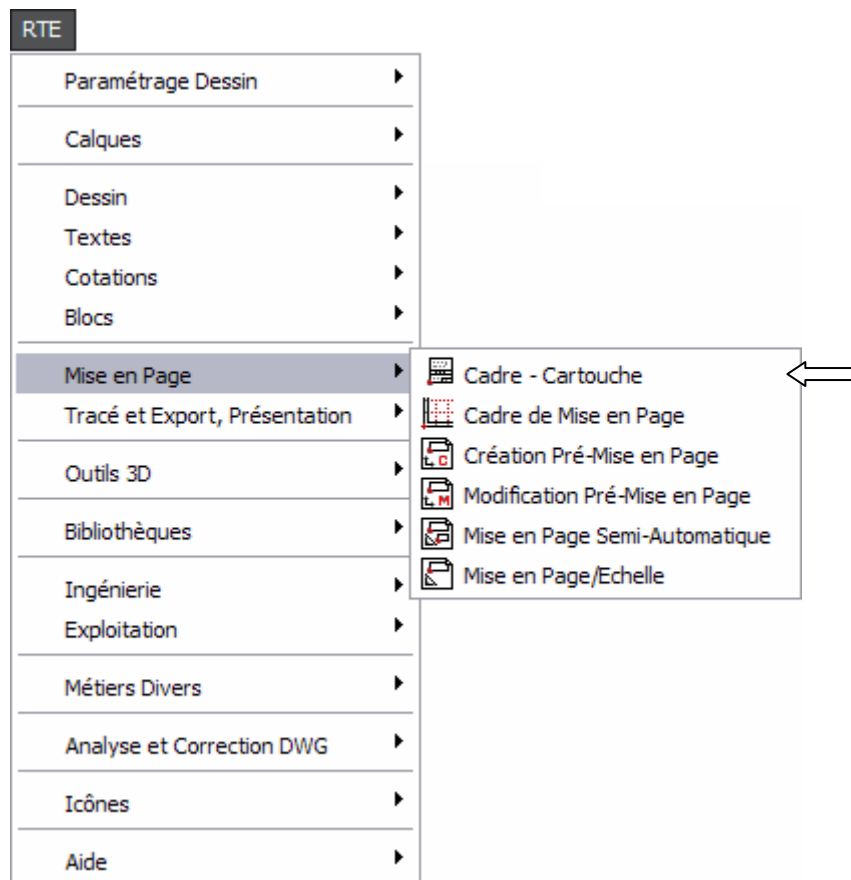 RTE
Paramétrage Dessin
Calques
Dessin
Textes
Cotations
Blocs
Mise en Page
Tracé et Export, Présentation
Outils 3D
Bibliothèques
Ingénierie
Exploitation
Métiers Divers
Analyse et Correction DWG
Icônes
Aide
Cadre - Cartouche
Cadre de Mise en Page
Création Pré-Mise en Page
Modification Pré-Mise en Page
Mise en Page Semi-Automatique
Mise en Page/Echelle